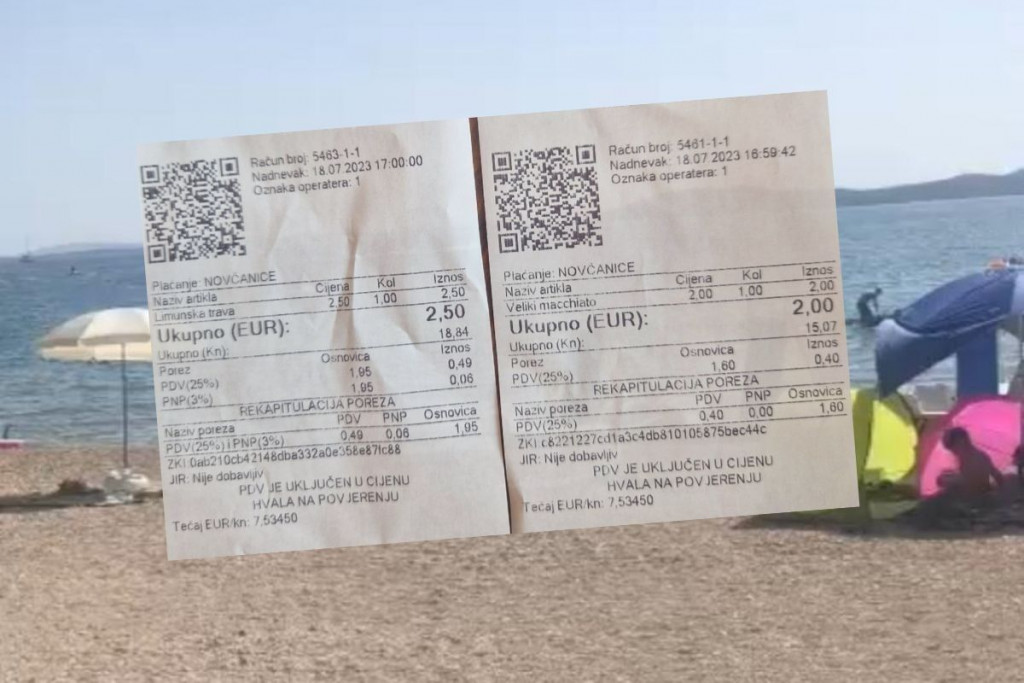 Račun broj: 5463-1-1
Nadnevak: 18.07.2023 17:00:00
Oznaka operatera: 1
Plaćanje: NOVČANICE
Naziv artikla Cijena Kol Iznos
Limunska trava 2,50 1,00 2,50
Ukupno (EUR): 2,50
Ukupno (Kn): 18,84
Porez Osnovica Iznos
PDV(25%) 1,95 0,49
PNP(3%) 1,95 0,06
REKAPITULACIJA POREZA
Naziv poreza PDV PNP Osnovica
PDV(25%) i PNP(3%) 0,49 0,06 1,95
ZKI:0ab210cb42148dba332a0e358e87fc88
JIR: Nije dobavljiv
PDV JE UKLJUČEN U CIJENU
HVALA NA POVJERENJU
Tečaj EUR/kn: 7,53450
Račun broj: 5461-1-1
Nadnevak: 18.07.2023 16:59:42
Oznaka operatera: 1
Plaćanje: NOVČANICE
Naziv artikla Cijena Kol Iznos
Veliki macchiato 2,00 1,00 2,00
Ukupno (EUR): 2,00
Ukupno (Kn): 15,07
Porez Osnovica Iznos
PDV(25%) 1,60 0,40
REKAPITULACIJA POREZA
Naziv poreza PDV PNP Osnovica
PDV(25%) 0,40 0,00 1,60
ZKI:c8221227cd1a3c4db810105875bec44c
JIR: Nije dobavljiv
PDV JE UKLJUČEN U CIJENU
HVALA NA POVJERENJU
Tečaj EUR/kn: 7,53450